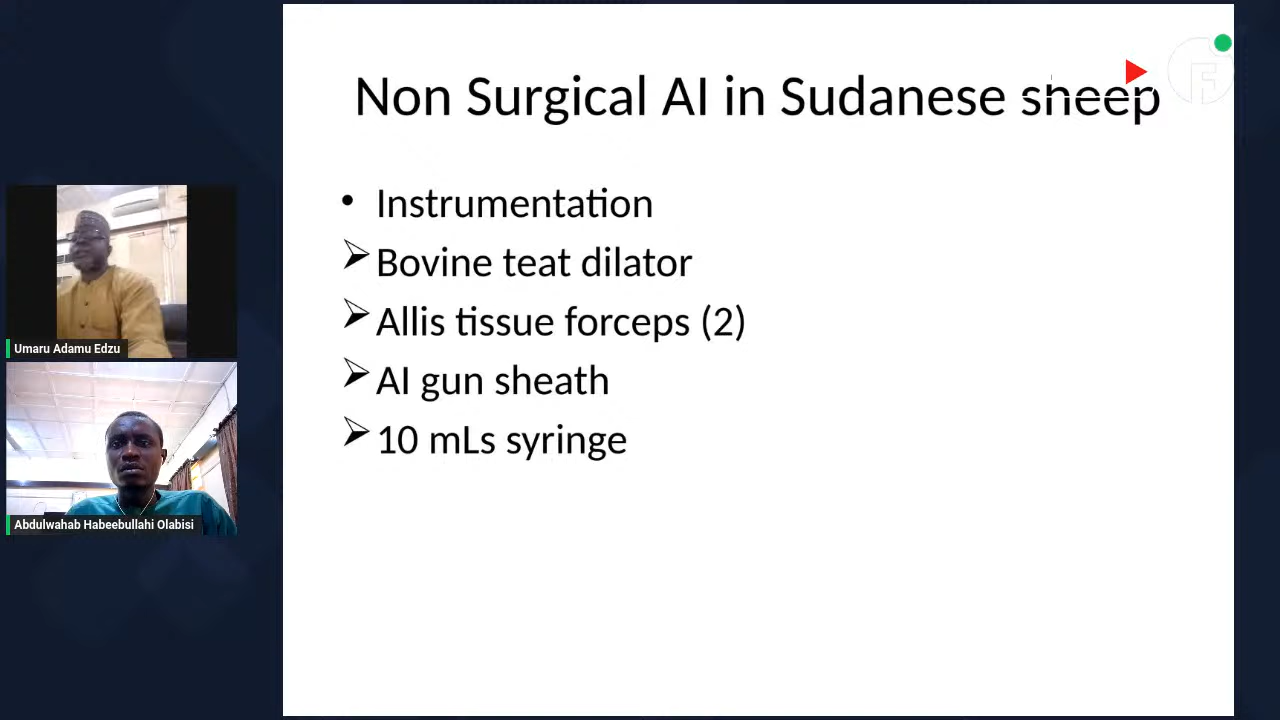 Non Surgical AI in Sudanese sheep
• Instrumentation
➢ Bovine teat dilator
➢ Allis tissue forceps (2)
➢ AI gun sheath
➢ 10 mLs syringe
Umaru Adamu Edzu
Abdulwahab Habeebullahi Olabisi